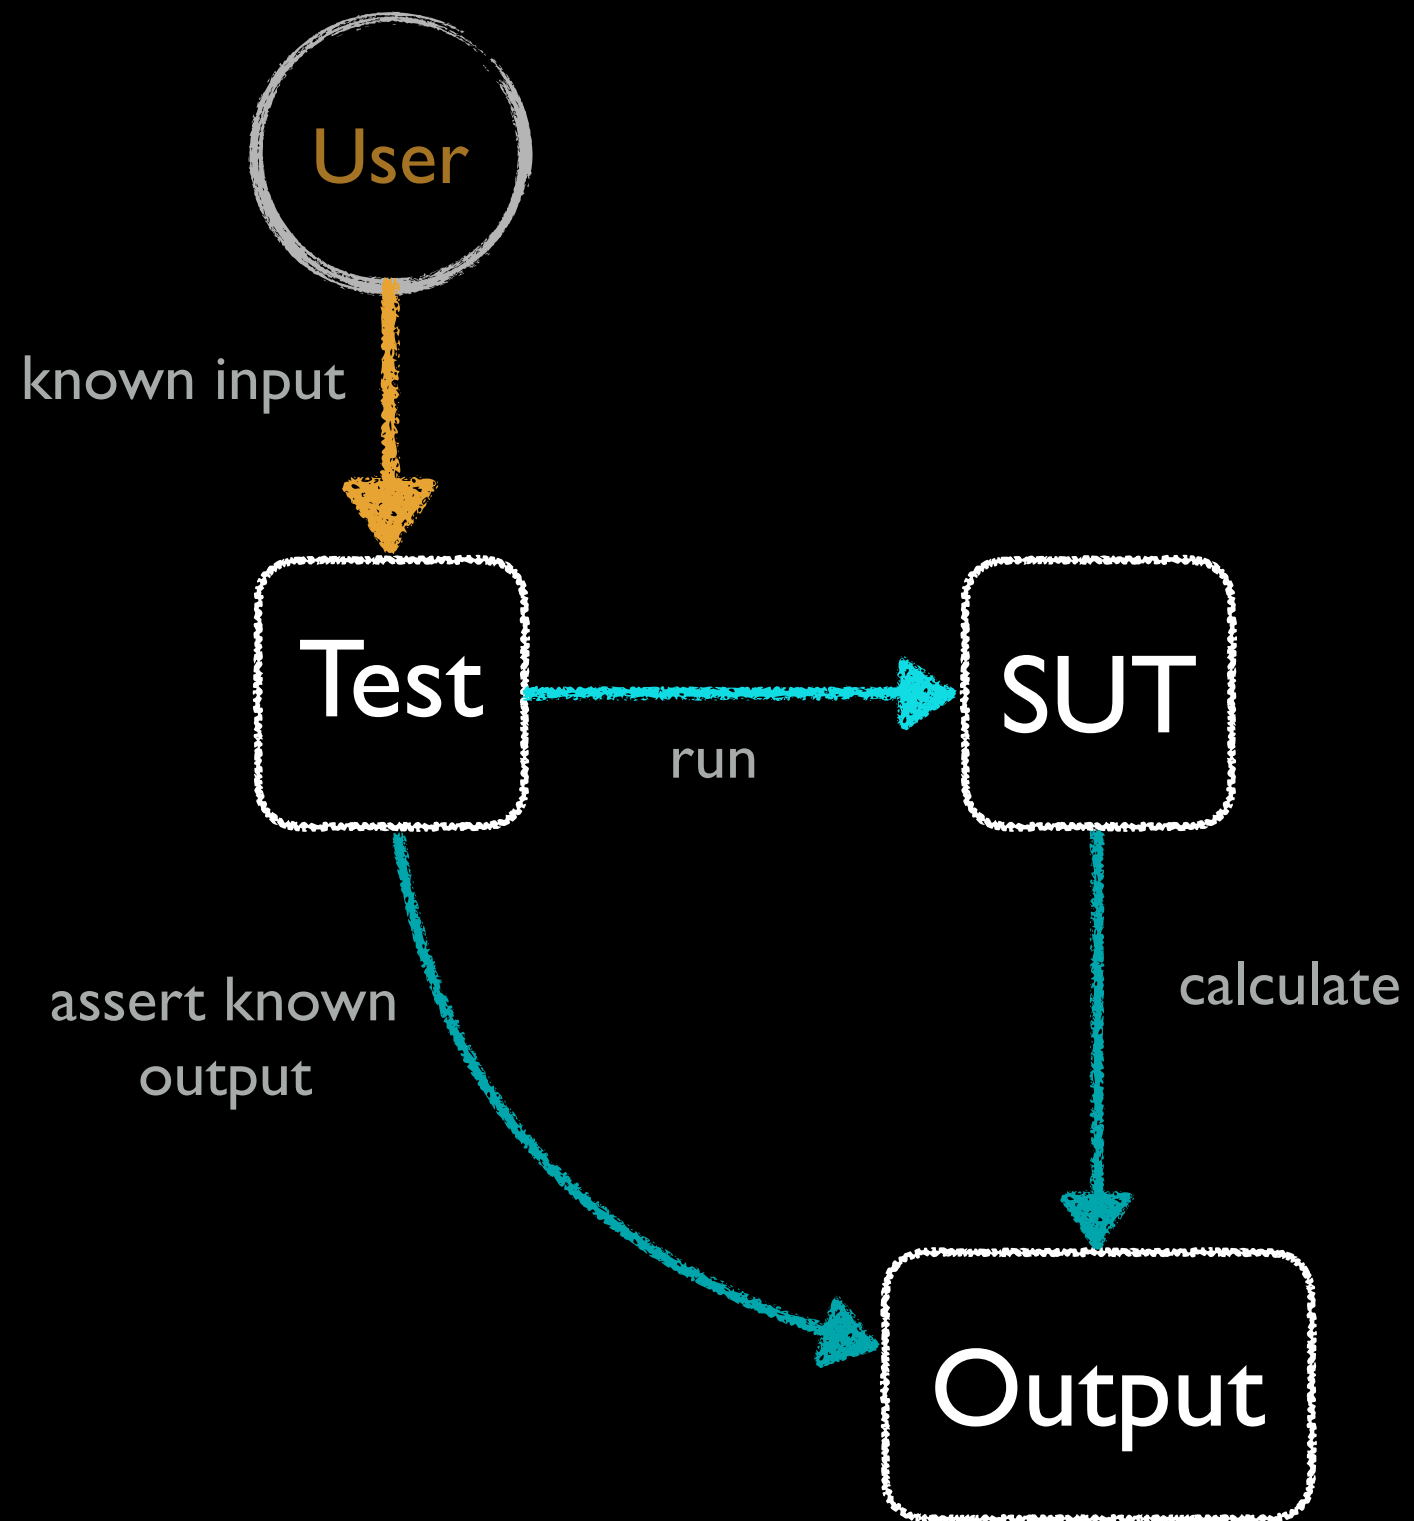 User
known input
Test
SUT
run
assert known
output
calculate
Output